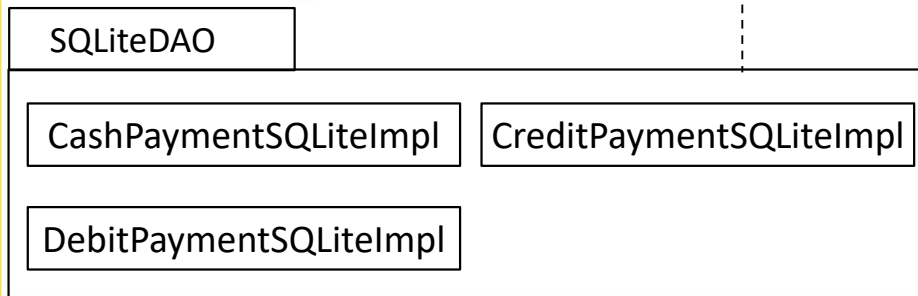 SQLiteDAO
CashPaymentSQLiteImpl
CreditPaymentSQLiteImpl
DebitPaymentSQLiteImpl